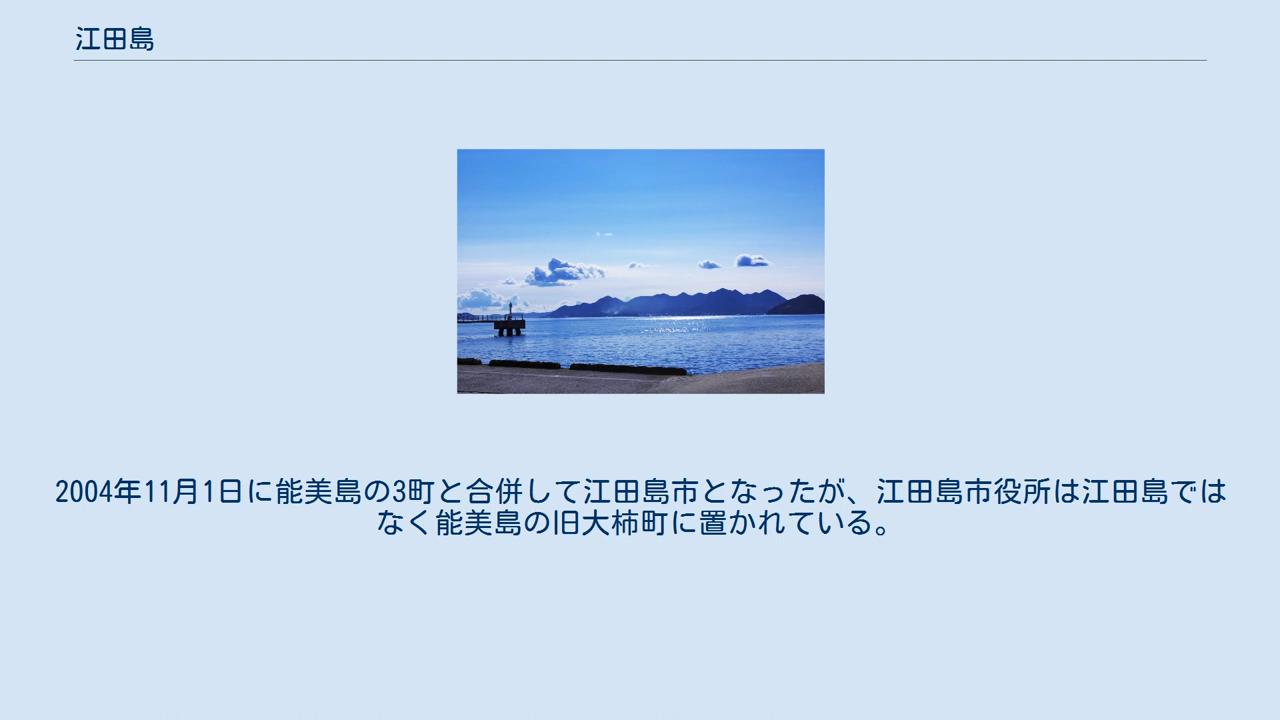 江田島
2004年11月1日に能美島の3町と合併して江田島市となったが、江田島市役所は江田島では
なく能美島の旧大柿町に置かれている。